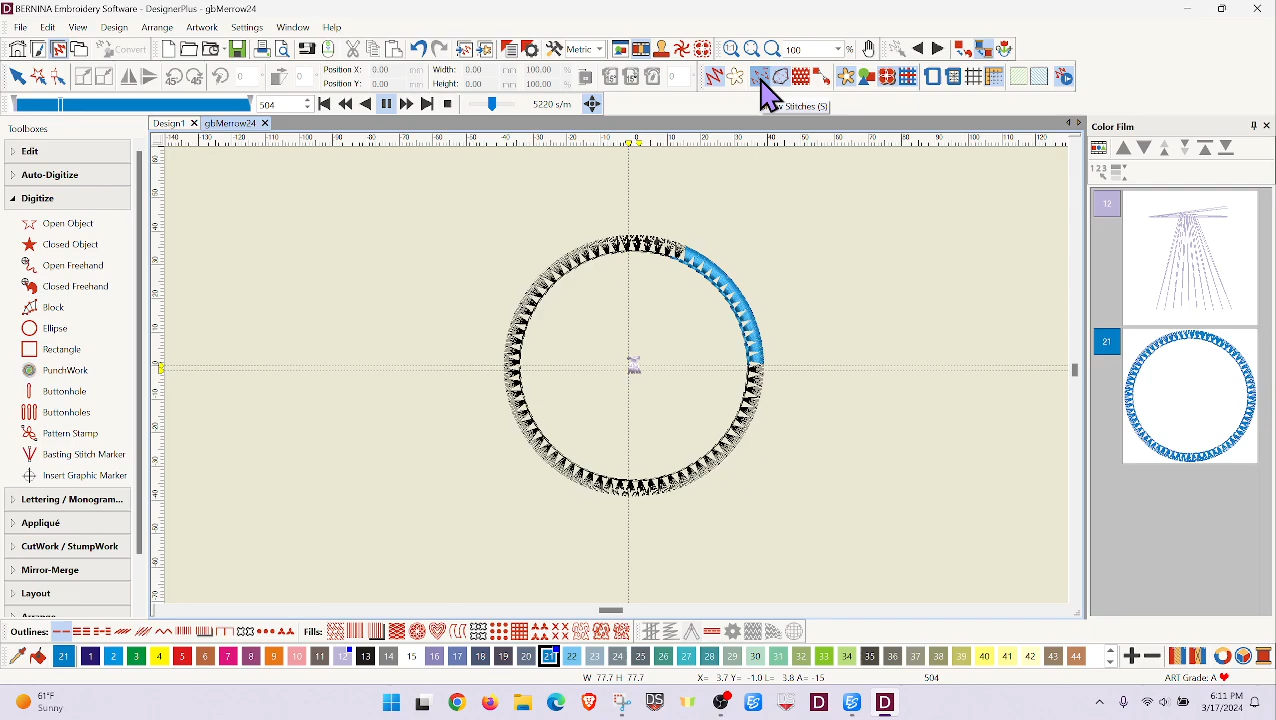 BERNINA Embroidery Software - DesignerPlus - gbMerrow24
File Edit View Design Arrange Artwork Settings Window Help
Convert Metric 100 %
0 Position X: 0.00 mm Width: 0.00 mm 100.00 % 0
Position Y: 0.00 mm Height: 0.00 mm 100.00 %
504 5220 s/m Stitches (S)
Toolboxes
Design1 gbMerrow24
Color Film
Edit
Auto-Digitize
Digitize
Open Object
Closed Object
Open Freehand
Closed Freehand
Block
Ellipse
Rectangle
PunchWork
Buttonhole
Buttonholes
Pattern Stamp
Basting Stitch Marker
Insert Graphic Marker
Lettering / Monogram...
Appliqué
CutWork / StumpWork
Mirror-Merge
Layout
12
21
Outlines: Fills:
21 1 2 3 4 5 6 7 8 9 10 11 12 13 14 15 16 17 18 19 20 21 22 23 24 25 26 27 28 29 30 31 32 33 34 35 36 37 38 39 40 41 42 43 44
W 77.7 H 77.7 X= 3.7 Y= -1.0 L= 3.8 A= -15 504 ART Grade: A
61°F
Sunny
6:11 PM
3/17/2024